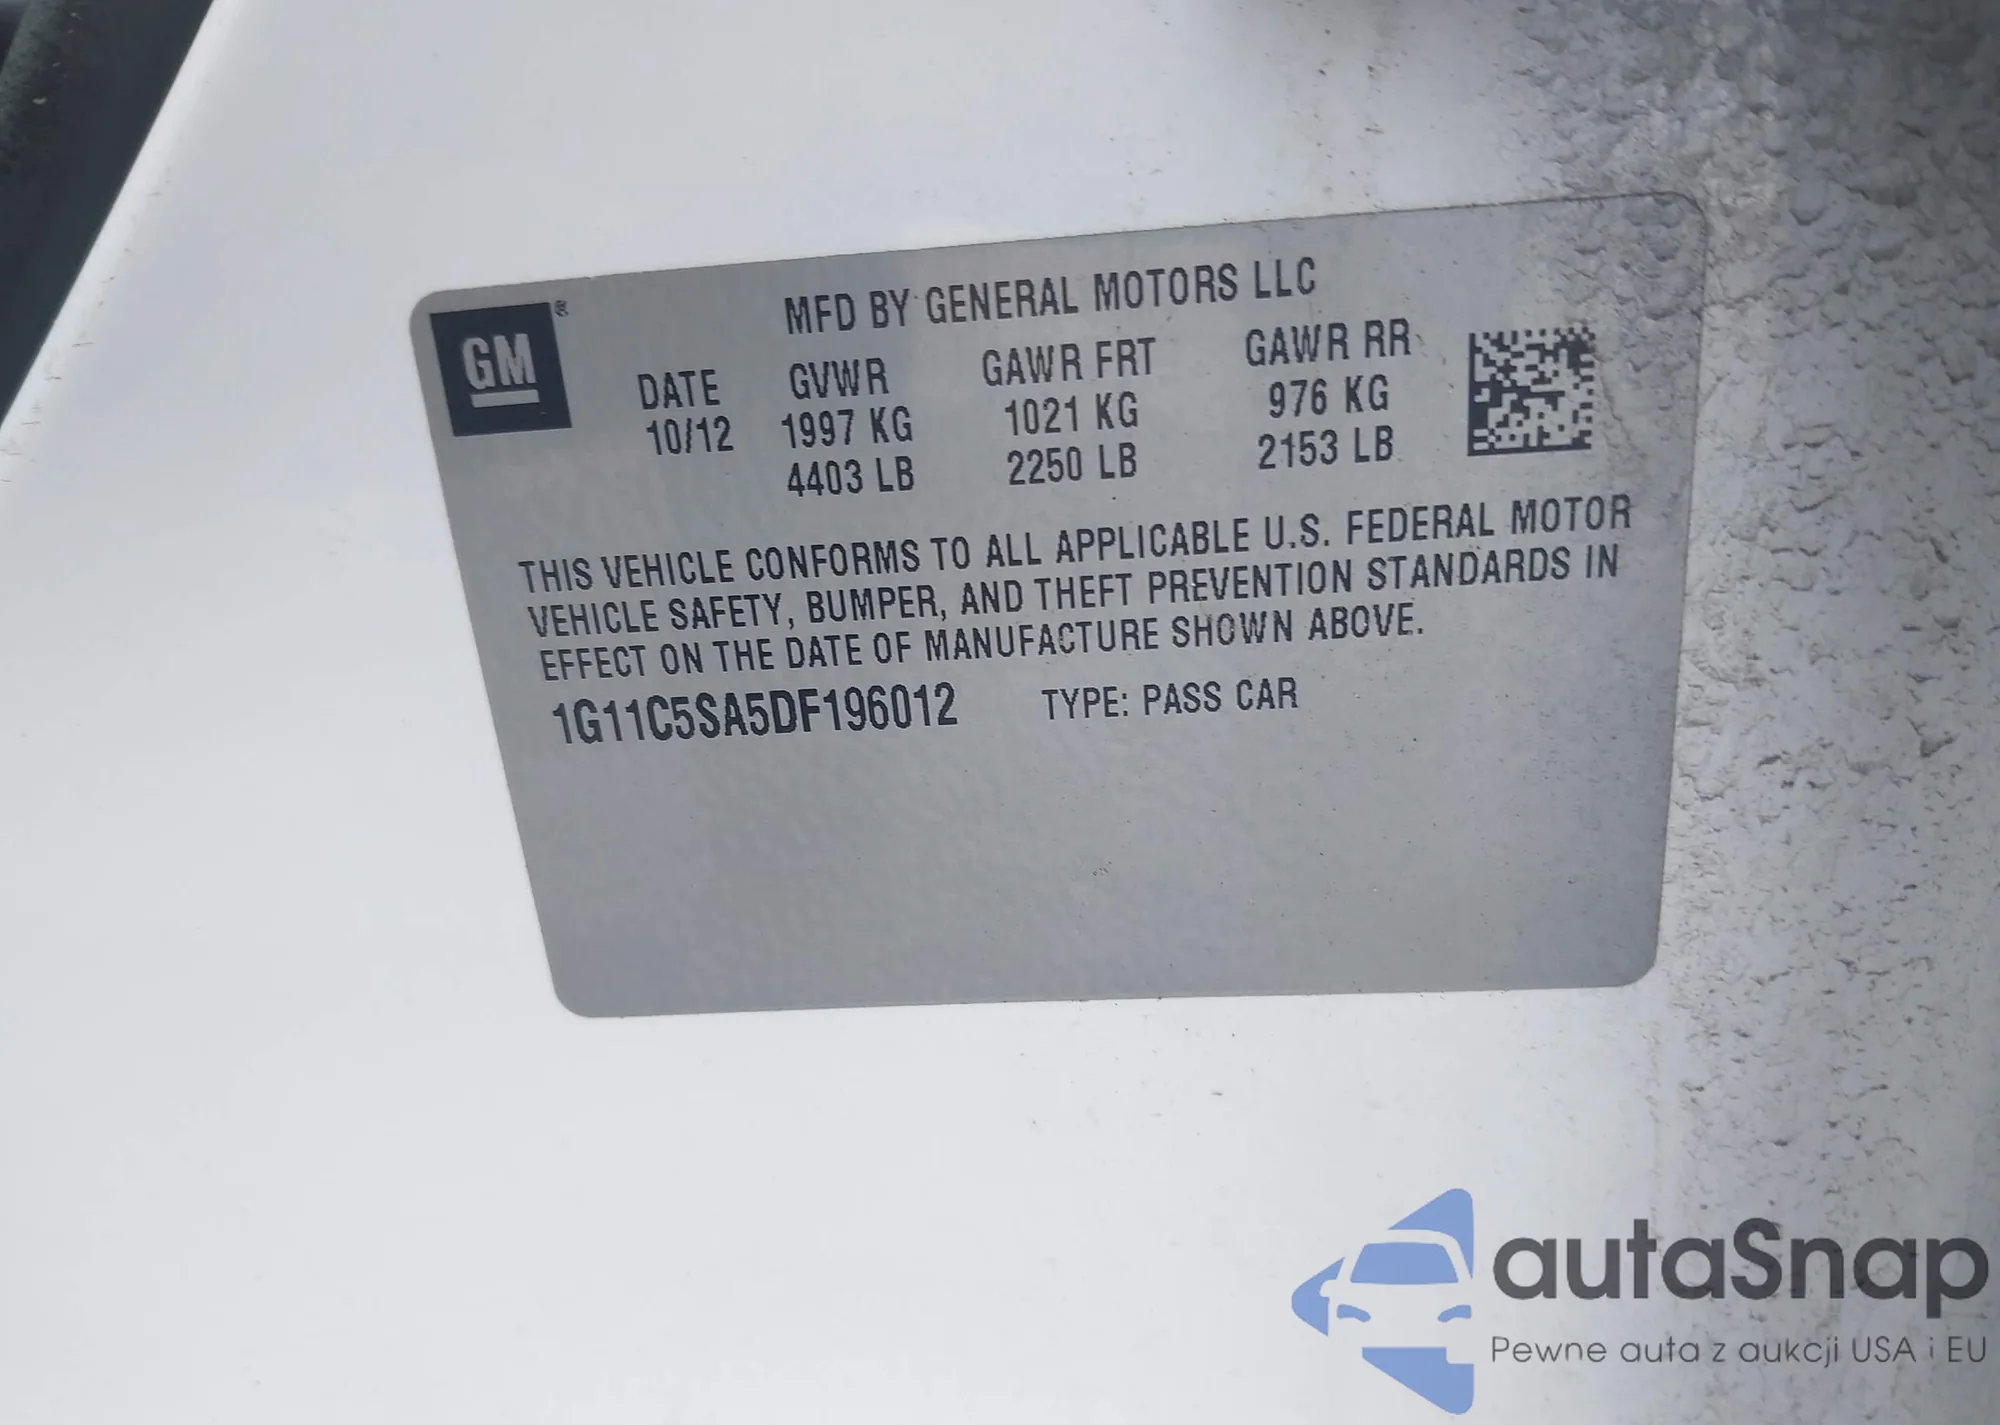 GM®
MFD BY GENERAL MOTORS LLC
DATE GVWR GAWR FRT GAWR RR
10/12 1997 KG 1021 KG 976 KG
4403 LB 2250 LB 2153 LB
THIS VEHICLE CONFORMS TO ALL APPLICABLE U.S. FEDERAL MOTOR
VEHICLE SAFETY, BUMPER, AND THEFT PREVENTION STANDARDS IN
EFFECT ON THE DATE OF MANUFACTURE SHOWN ABOVE.
1G11C5SA5DF196012 TYPE: PASS CAR
autaSnap
Pewne auta z aukcji USA i EU